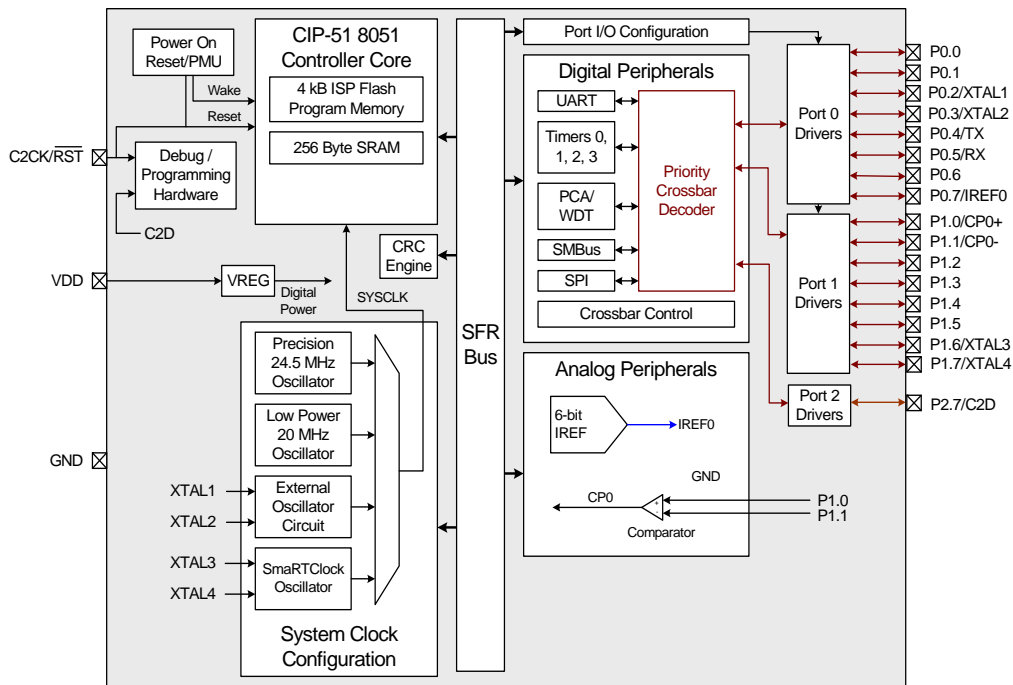 Power On
Reset/PMU
Wake
Reset
C2CK/RST
Debug /
Programming
Hardware
C2D
CIP-51 8051
Controller Core
4 kB ISP Flash
Program Memory
256 Byte SRAM
CRC
Engine
VDD
VREG
Digital
Power
SYSCLK
GND
Precision
24.5 MHz
Oscillator
Low Power
20 MHz
Oscillator
XTAL1
XTAL2
External
Oscillator
Circuit
XTAL3
XTAL4
SmaRTClock
Oscillator
System Clock
Configuration
SFR
Bus
Port I/O Configuration
Digital Peripherals
UART
Timers 0,
1, 2, 3
PCA/
WDT
SMBus
SPI
Priority
Crossbar
Decoder
Crossbar Control
Analog Peripherals
6-bit
IREF
IREF0
GND
CP0
+
-
Comparator
P1.0
P1.1
Port 0
Drivers
Port 1
Drivers
Port 2
Drivers
P0.0
P0.1
P0.2/XTAL1
P0.3/XTAL2
P0.4/TX
P0.5/RX
P0.6
P0.7/IREF0
P1.0/CP0+
P1.1/CP0-
P1.2
P1.3
P1.4
P1.5
P1.6/XTAL3
P1.7/XTAL4
P2.7/C2D